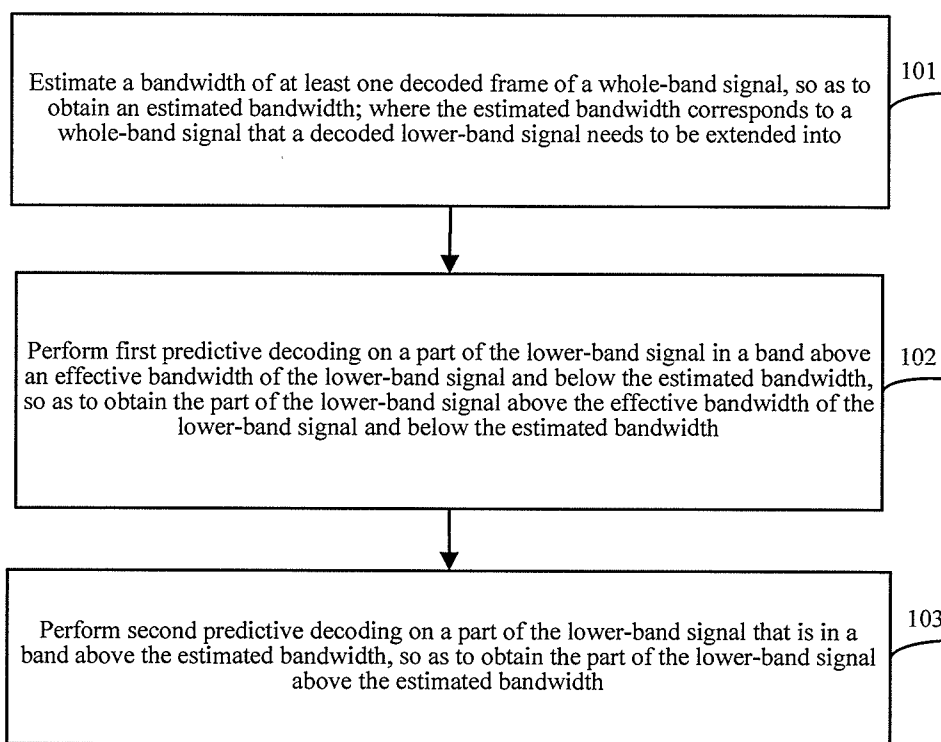 Estimate a bandwidth of at least one decoded frame of a whole-band signal, so as to
obtain an estimated bandwidth; where the estimated bandwidth corresponds to a
whole-band signal that a decoded lower-band signal needs to be extended into
101
Perform first predictive decoding on a part of the lower-band signal in a band above
an effective bandwidth of the lower-band signal and below the estimated bandwidth,
so as to obtain the part of the lower-band signal above the effective bandwidth of the
lower-band signal and below the estimated bandwidth
102
Perform second predictive decoding on a part of the lower-band signal that is in a
band above the estimated bandwidth, so as to obtain the part of the lower-band signal
above the estimated bandwidth
103